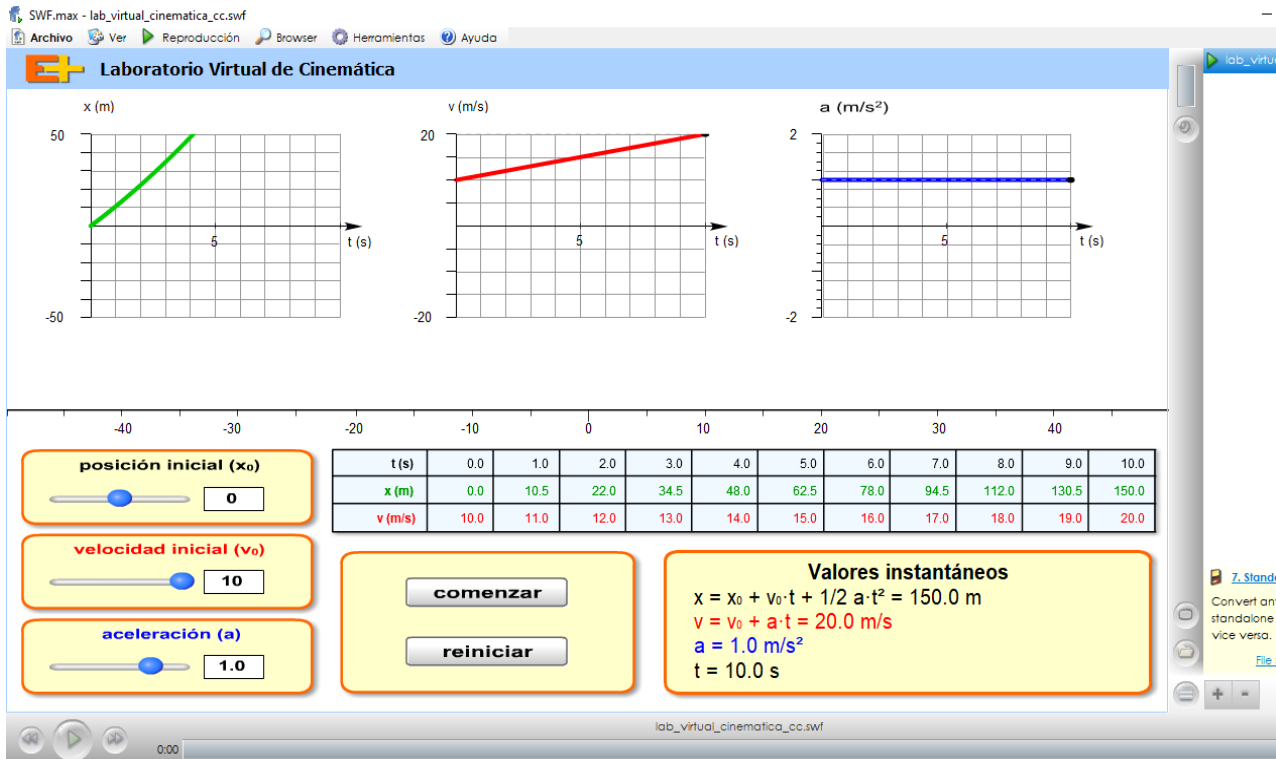 SWF.max - lab_virtual_cinematica_cc.swf
Archivo Ver Reproducción Browser Herramientas Ayuda
E+ Laboratorio Virtual de Cinemática
lab_virtu
x (m) v (m/s) a (m/s²)
50 20 2
5 t (s) 5 t (s) 5 t (s)
-50 -20 -2
-40 -30 -20 -10 0 10 20 30 40
posición inicial (x₀)
0
velocidad inicial (v₀)
10
aceleración (a)
1.0
t (s) 0.0 1.0 2.0 3.0 4.0 5.0 6.0 7.0 8.0 9.0 10.0
x (m) 0.0 10.5 22.0 34.5 48.0 62.5 78.0 94.5 112.0 130.5 150.0
v (m/s) 10.0 11.0 12.0 13.0 14.0 15.0 16.0 17.0 18.0 19.0 20.0
comenzar
reiniciar
Valores instantáneos
x = x₀ + v₀·t + 1/2 a·t² = 150.0 m
v = v₀ + a·t = 20.0 m/s
a = 1.0 m/s²
t = 10.0 s
7. Stand
Convert an
standalone
vice versa.
File
lab_virtual_cinematica_cc.swf
0:00